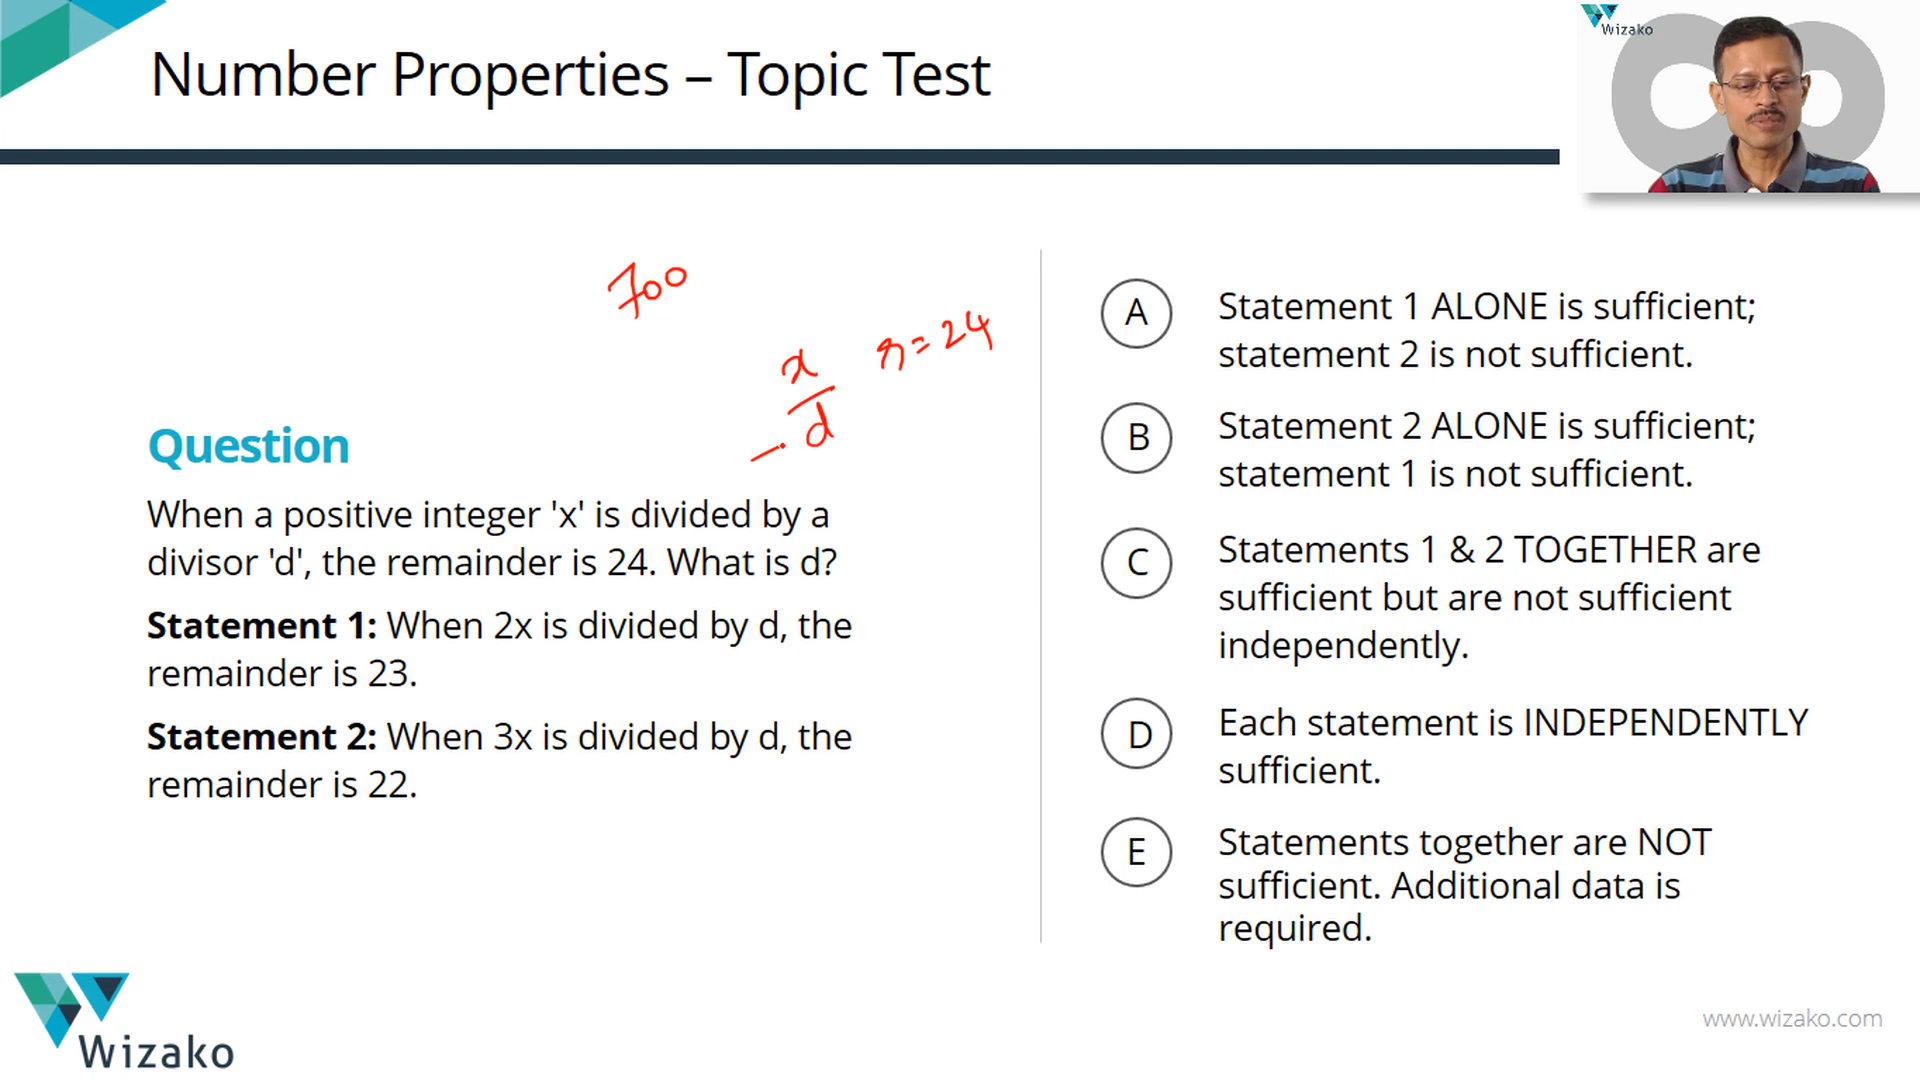 Number Properties – Topic Test
Wizako
700
x
d
r=24
Question
When a positive integer 'x' is divided by a
divisor 'd', the remainder is 24. What is d?
Statement 1: When 2x is divided by d, the
remainder is 23.
Statement 2: When 3x is divided by d, the
remainder is 22.
A
Statement 1 ALONE is sufficient;
statement 2 is not sufficient.
B
Statement 2 ALONE is sufficient;
statement 1 is not sufficient.
C
Statements 1 & 2 TOGETHER are
sufficient but are not sufficient
independently.
D
Each statement is INDEPENDENTLY
sufficient.
E
Statements together are NOT
sufficient. Additional data is
required.
Wizako
www.wizako.com